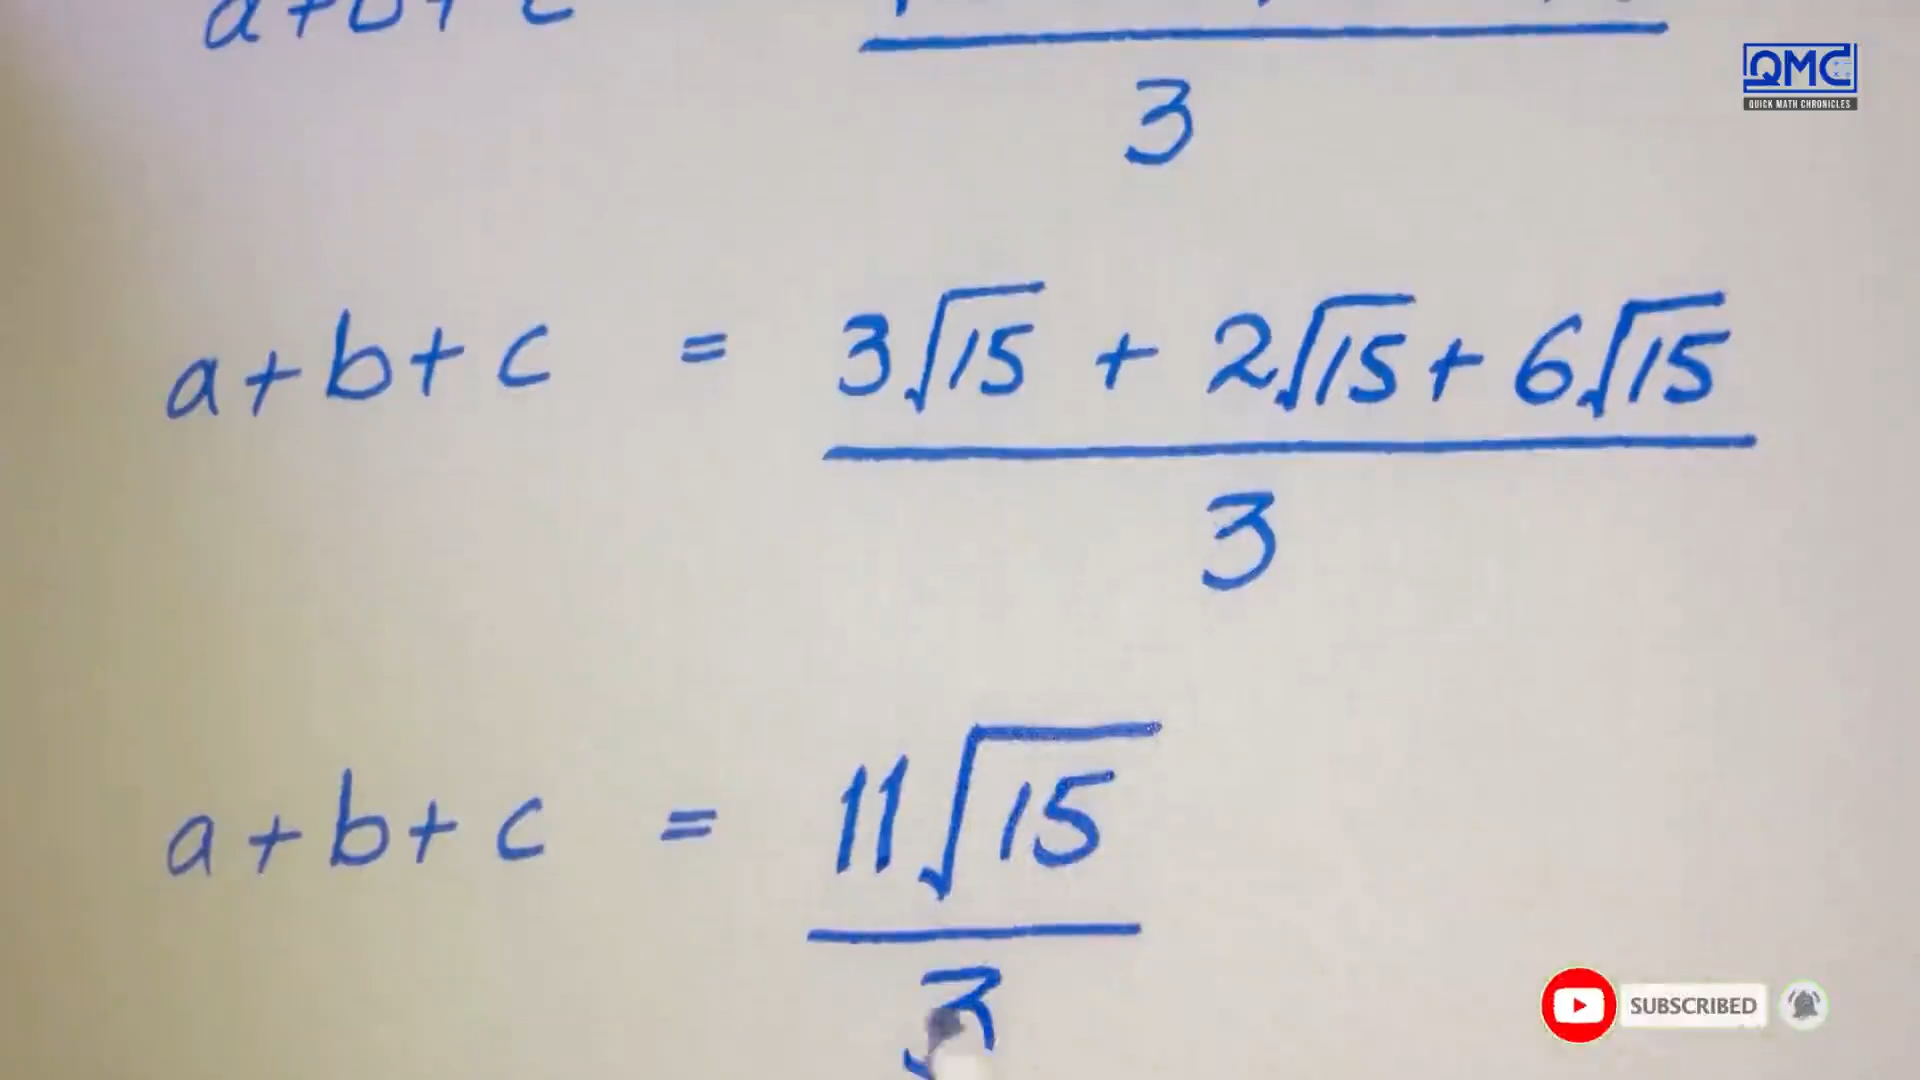 a+b+c
QMC
QUICK MATH CHRONICLES
3
a+b+c = 3√15 + 2√15 + 6√15
3
a+b+c = 11√15
3
SUBSCRIBED